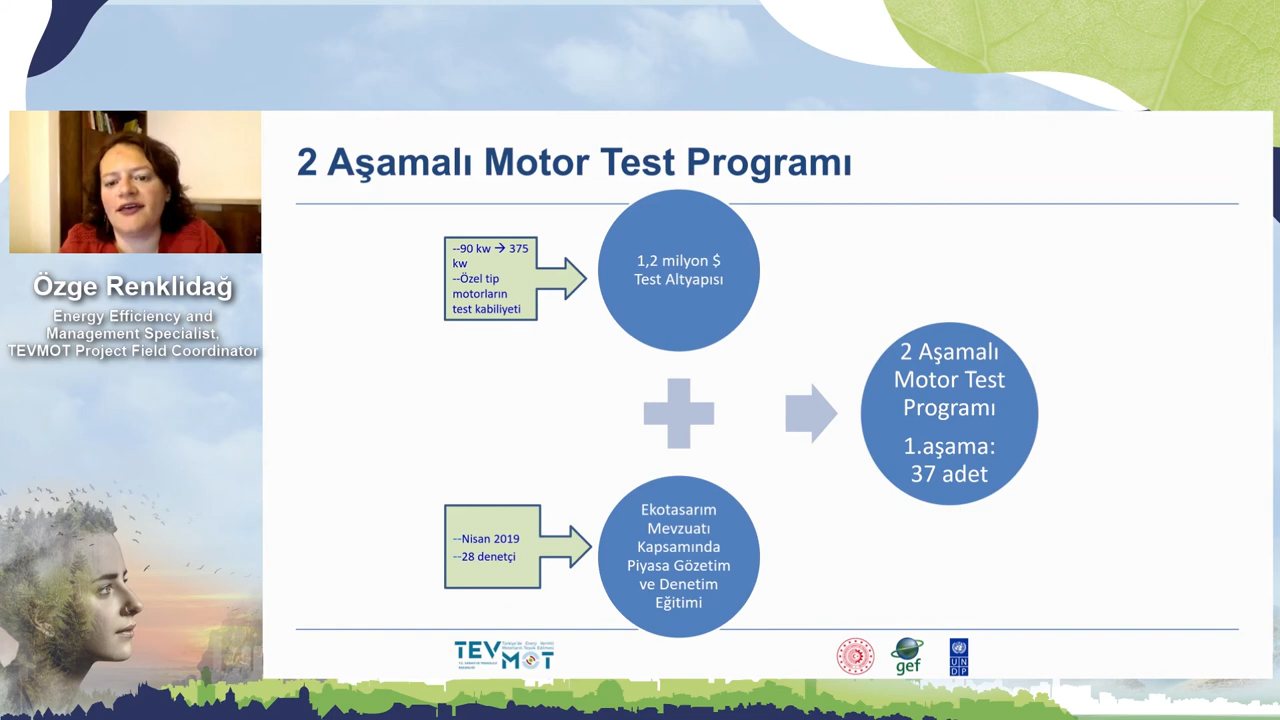 2 Aşamalı Motor Test Programı
--90 kw → 375
kw
--Özel tip
motorların
test kabiliyeti
1,2 milyon $
Test Altyapısı
Özge Renklidağ
Energy Efficiency and
Management Specialist,
TEVMOT Project Field Coordinator
2 Aşamalı
Motor Test
Programı
1.aşama:
37 adet
--Nisan 2019
--28 denetçi
Ekotasarım
Mevzuatı
Kapsamında
Piyasa Gözetim
ve Denetim
Eğitimi
TEV
MOT
gef
U N
D P